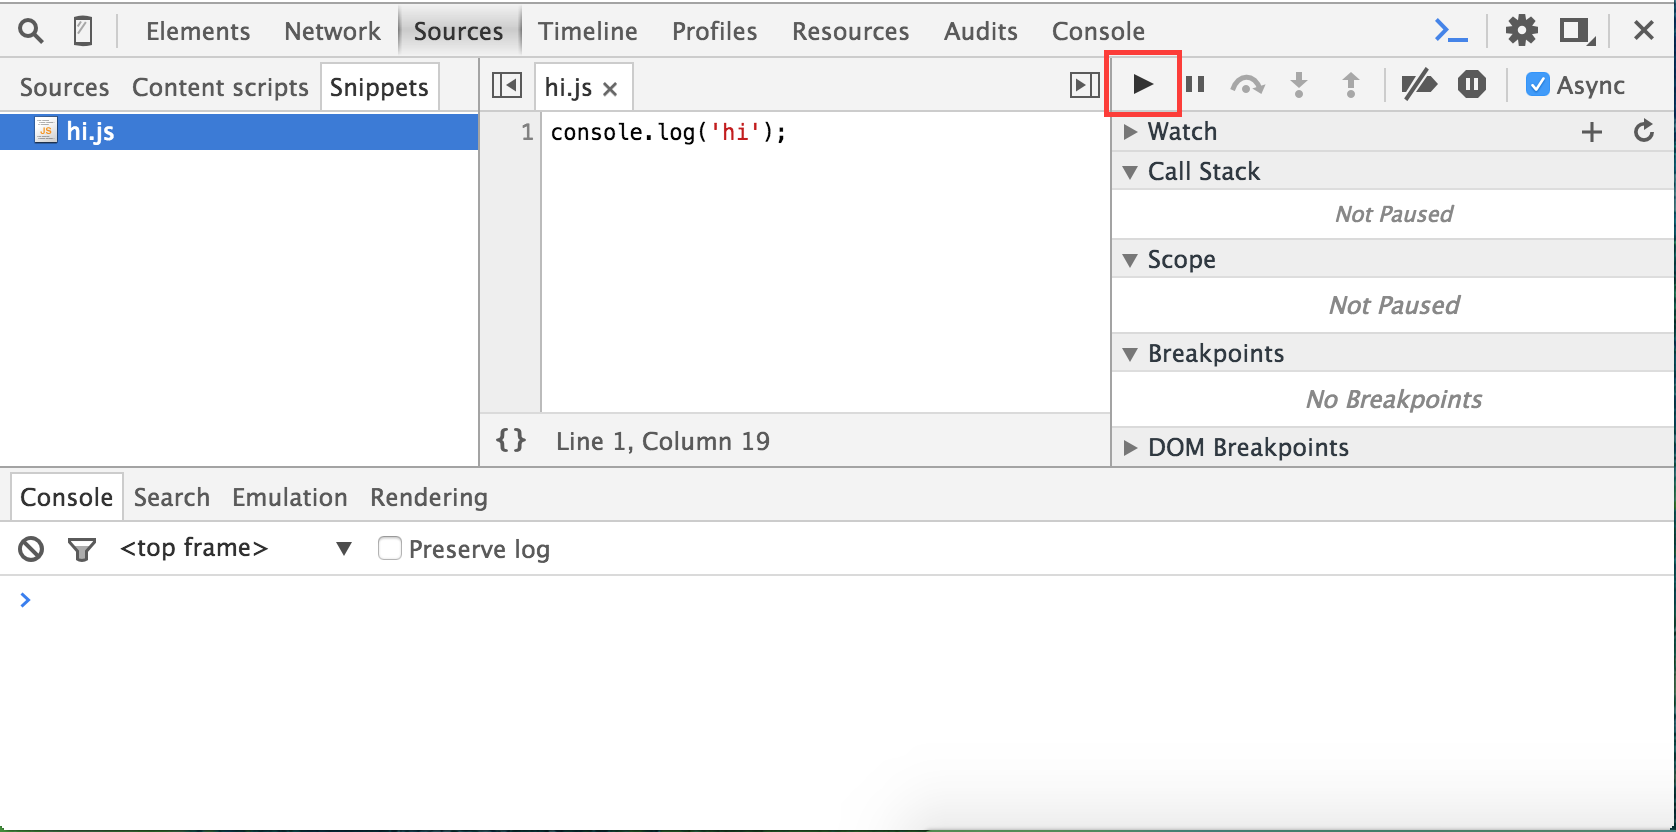 Elements Network Sources Timeline Profiles Resources Audits Console
Sources Content scripts Snippets
hi.js
Async
hi.js
1 console.log('hi');
Line 1, Column 19
Watch
Call Stack
Not Paused
Scope
Not Paused
Breakpoints
No Breakpoints
DOM Breakpoints
Console Search Emulation Rendering
<top frame> Preserve log